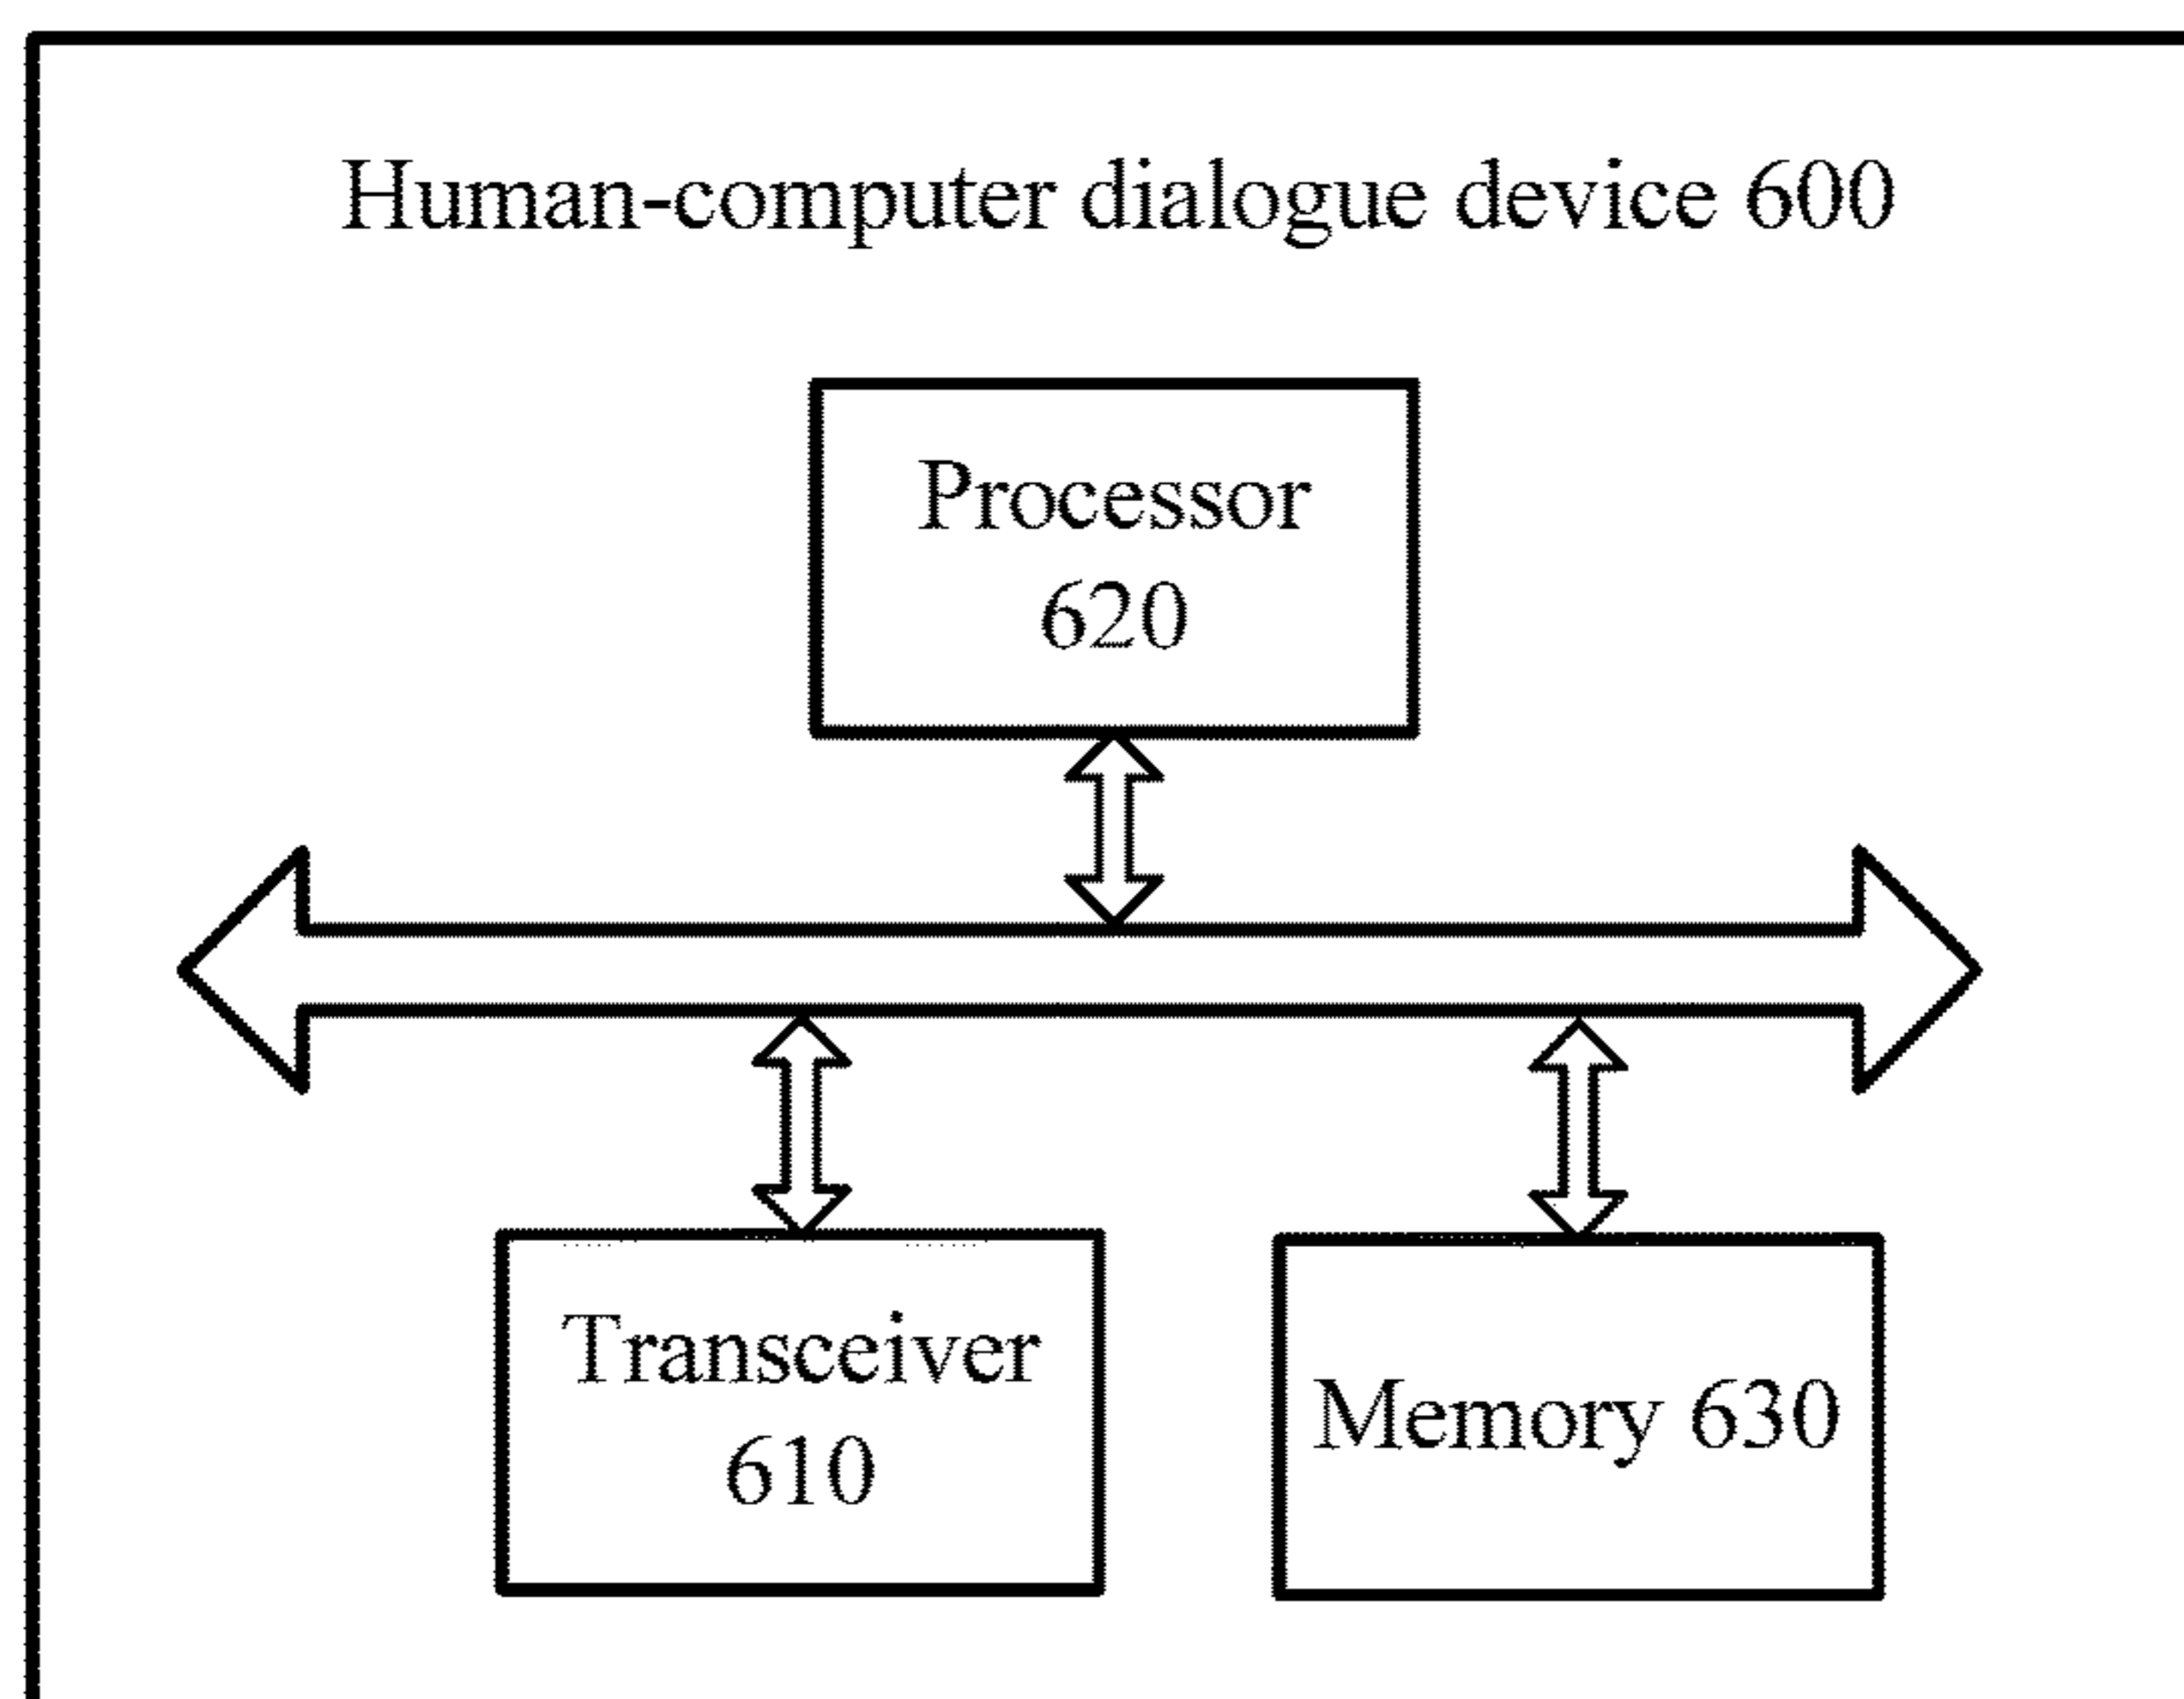 Human-computer dialogue device 600
Processor
620
Transceiver
610
Memory 630